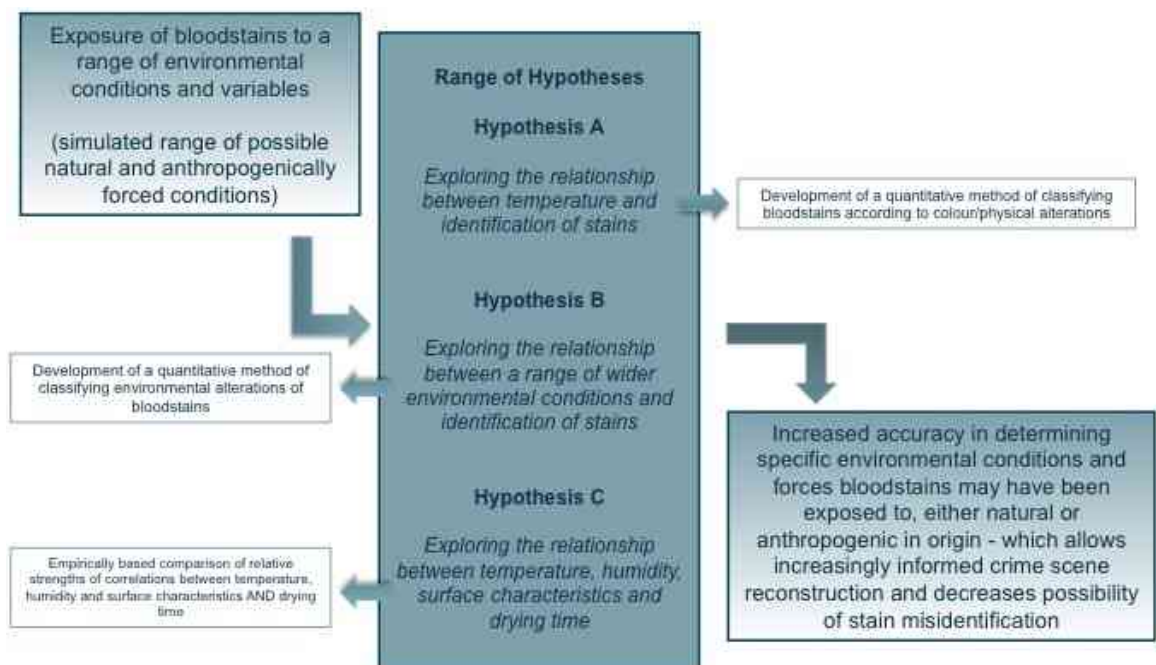 Exposure of bloodstains to a
range of environmental
conditions and variables
(simulated range of possible
natural and anthropogenically
forced conditions)
Range of Hypotheses
Hypothesis A
Exploring the relationship
between temperature and
identification of stains
Development of a quantitative method of classifying
bloodstains according to colour/physical alterations
Hypothesis B
Exploring the relationship
between a range of wider
environmental conditions and
identification of stains
Development of a quantitative method of
classifying environmental alterations of
bloodstains
Hypothesis C
Exploring the relationship
between temperature, humidity,
surface characteristics and
drying time
Empirically based comparison of relative
strengths of correlations between temperature,
humidity and surface characteristics AND drying
time
Increased accuracy in determining
specific environmental conditions and
forces bloodstains may have been
exposed to, either natural or
anthropogenic in origin - which allows
increasingly informed crime scene
reconstruction and decreases possibility
of stain misidentification